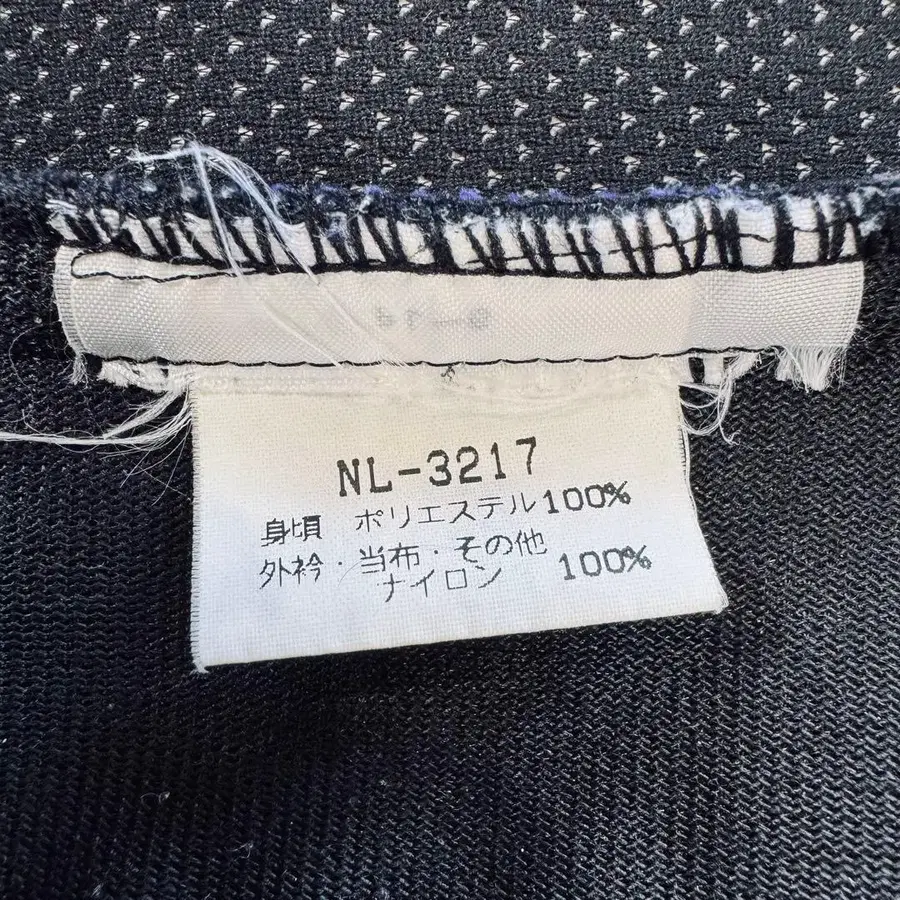 NL-3217
身頃 ポリエステル100%
外衿・当布・その他
ナイロン 100%